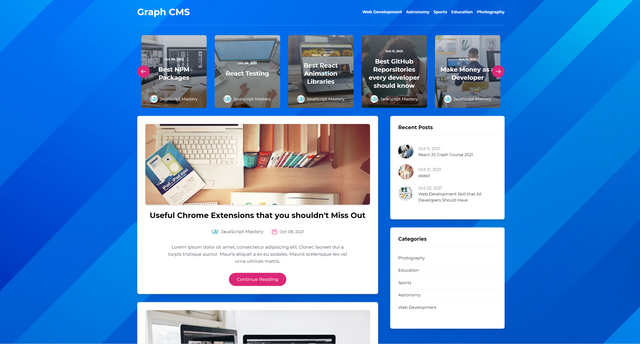 Graph CMS
Web Development Astronomy Sports Education Photography
Oct 08, 2021
Best NPM
Packages
JavaScript Mastery
Oct 08, 2021
React Testing
JavaScript Mastery
Best React
Animation
Libraries
JavaScript Mastery
Oct 11, 2021
Best GitHub
Reporsitories
every developer
should know
JavaScript Mastery
Make Money as a
Developer
JavaScript Mastery
Useful Chrome Extensions that you shouldn't Miss Out
JavaScript Mastery Oct 08, 2021
Lorem ipsum dolor sit amet, consectetur adipiscing elit. Donec laoreet dui a
turpis tristique auctor. Mauris aliquet a ex eu sodales. Mauris scelerisque leo vel
urna ultrices mattis.
Continue Reading
Recent Posts
Oct 11, 2021
React JS Crash Course 2021
Oct 21, 2021
asasd
Oct 22, 2021
Web Development Skill that All
Developers Should Have
Categories
Photography
Education
Sports
Astronomy
Web Development